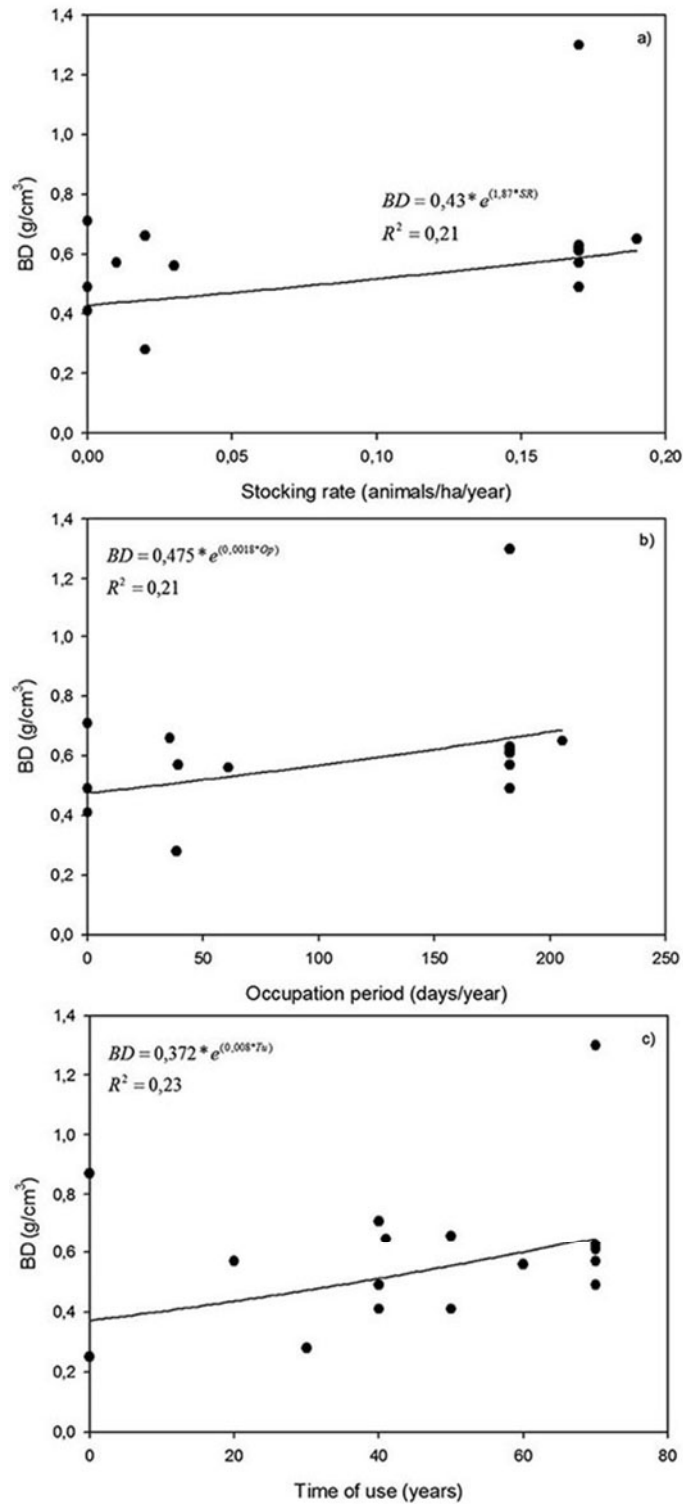 1,4
1,2
1,0
0,8
0,6
0,4
0,2
0,0
BD (g/cm³)
a)
BD = 0,43 * e^(1,87*SR)
R² = 0,21
0,00 0,05 0,10 0,15 0,20
Stocking rate (animals/ha/year)
1,4
1,2
1,0
0,8
0,6
0,4
0,2
0,0
BD (g/cm³)
b)
BD = 0,475 * e^(0,0018*Op)
R² = 0,21
0 50 100 150 200 250
Occupation period (days/year)
1,4
1,2
1,0
0,8
0,6
0,4
0,2
0,0
BD (g/cm³)
c)
BD = 0,372 * e^(0,008*Tu)
R² = 0,23
0 20 40 60 80
Time of use (years)